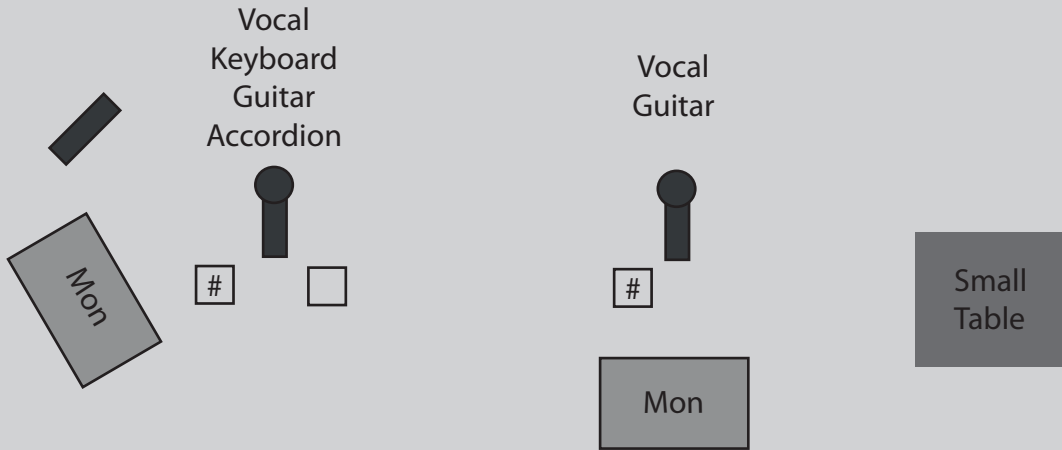 Vocal
Keyboard
Guitar
Accordion
Vocal
Guitar
Mon
#
#
Small
Table
Mon